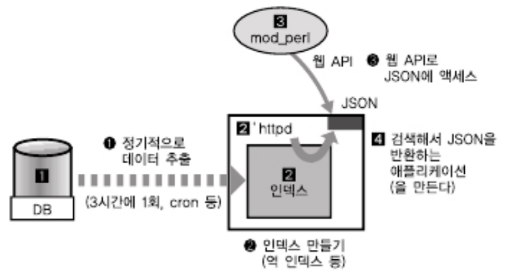 3
mod_perl
웹 API
❸ 웹 API로
JSON에 액세스
JSON
2' httpd
❶ 정기적으로
데이터 추출
4 검색해서 JSON을
반환하는
애플리케이션
(을 만든다)
1
2
인덱스
DB
(3시간에 1회, cron 등)
❷ 인덱스 만들기
(역 인덱스 등)